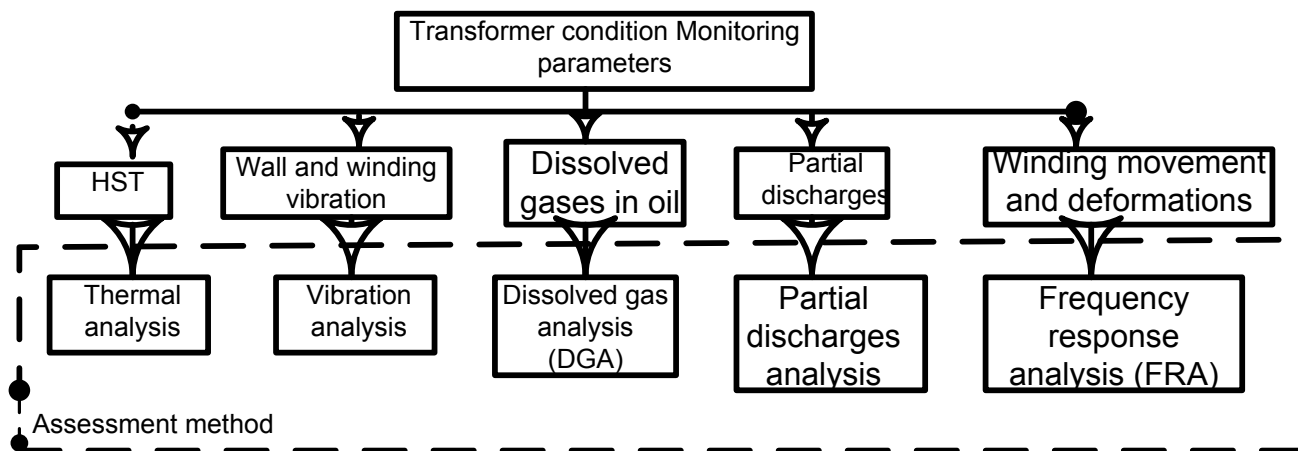 Transformer condition Monitoring
parameters
HST
Wall and winding
vibration
Dissolved
gases in oil
Partial
discharges
Winding movement
and deformations
Thermal
analysis
Vibration
analysis
Dissolved gas
analysis
(DGA)
Partial
discharges
analysis
Frequency
response
analysis (FRA)
Assessment method